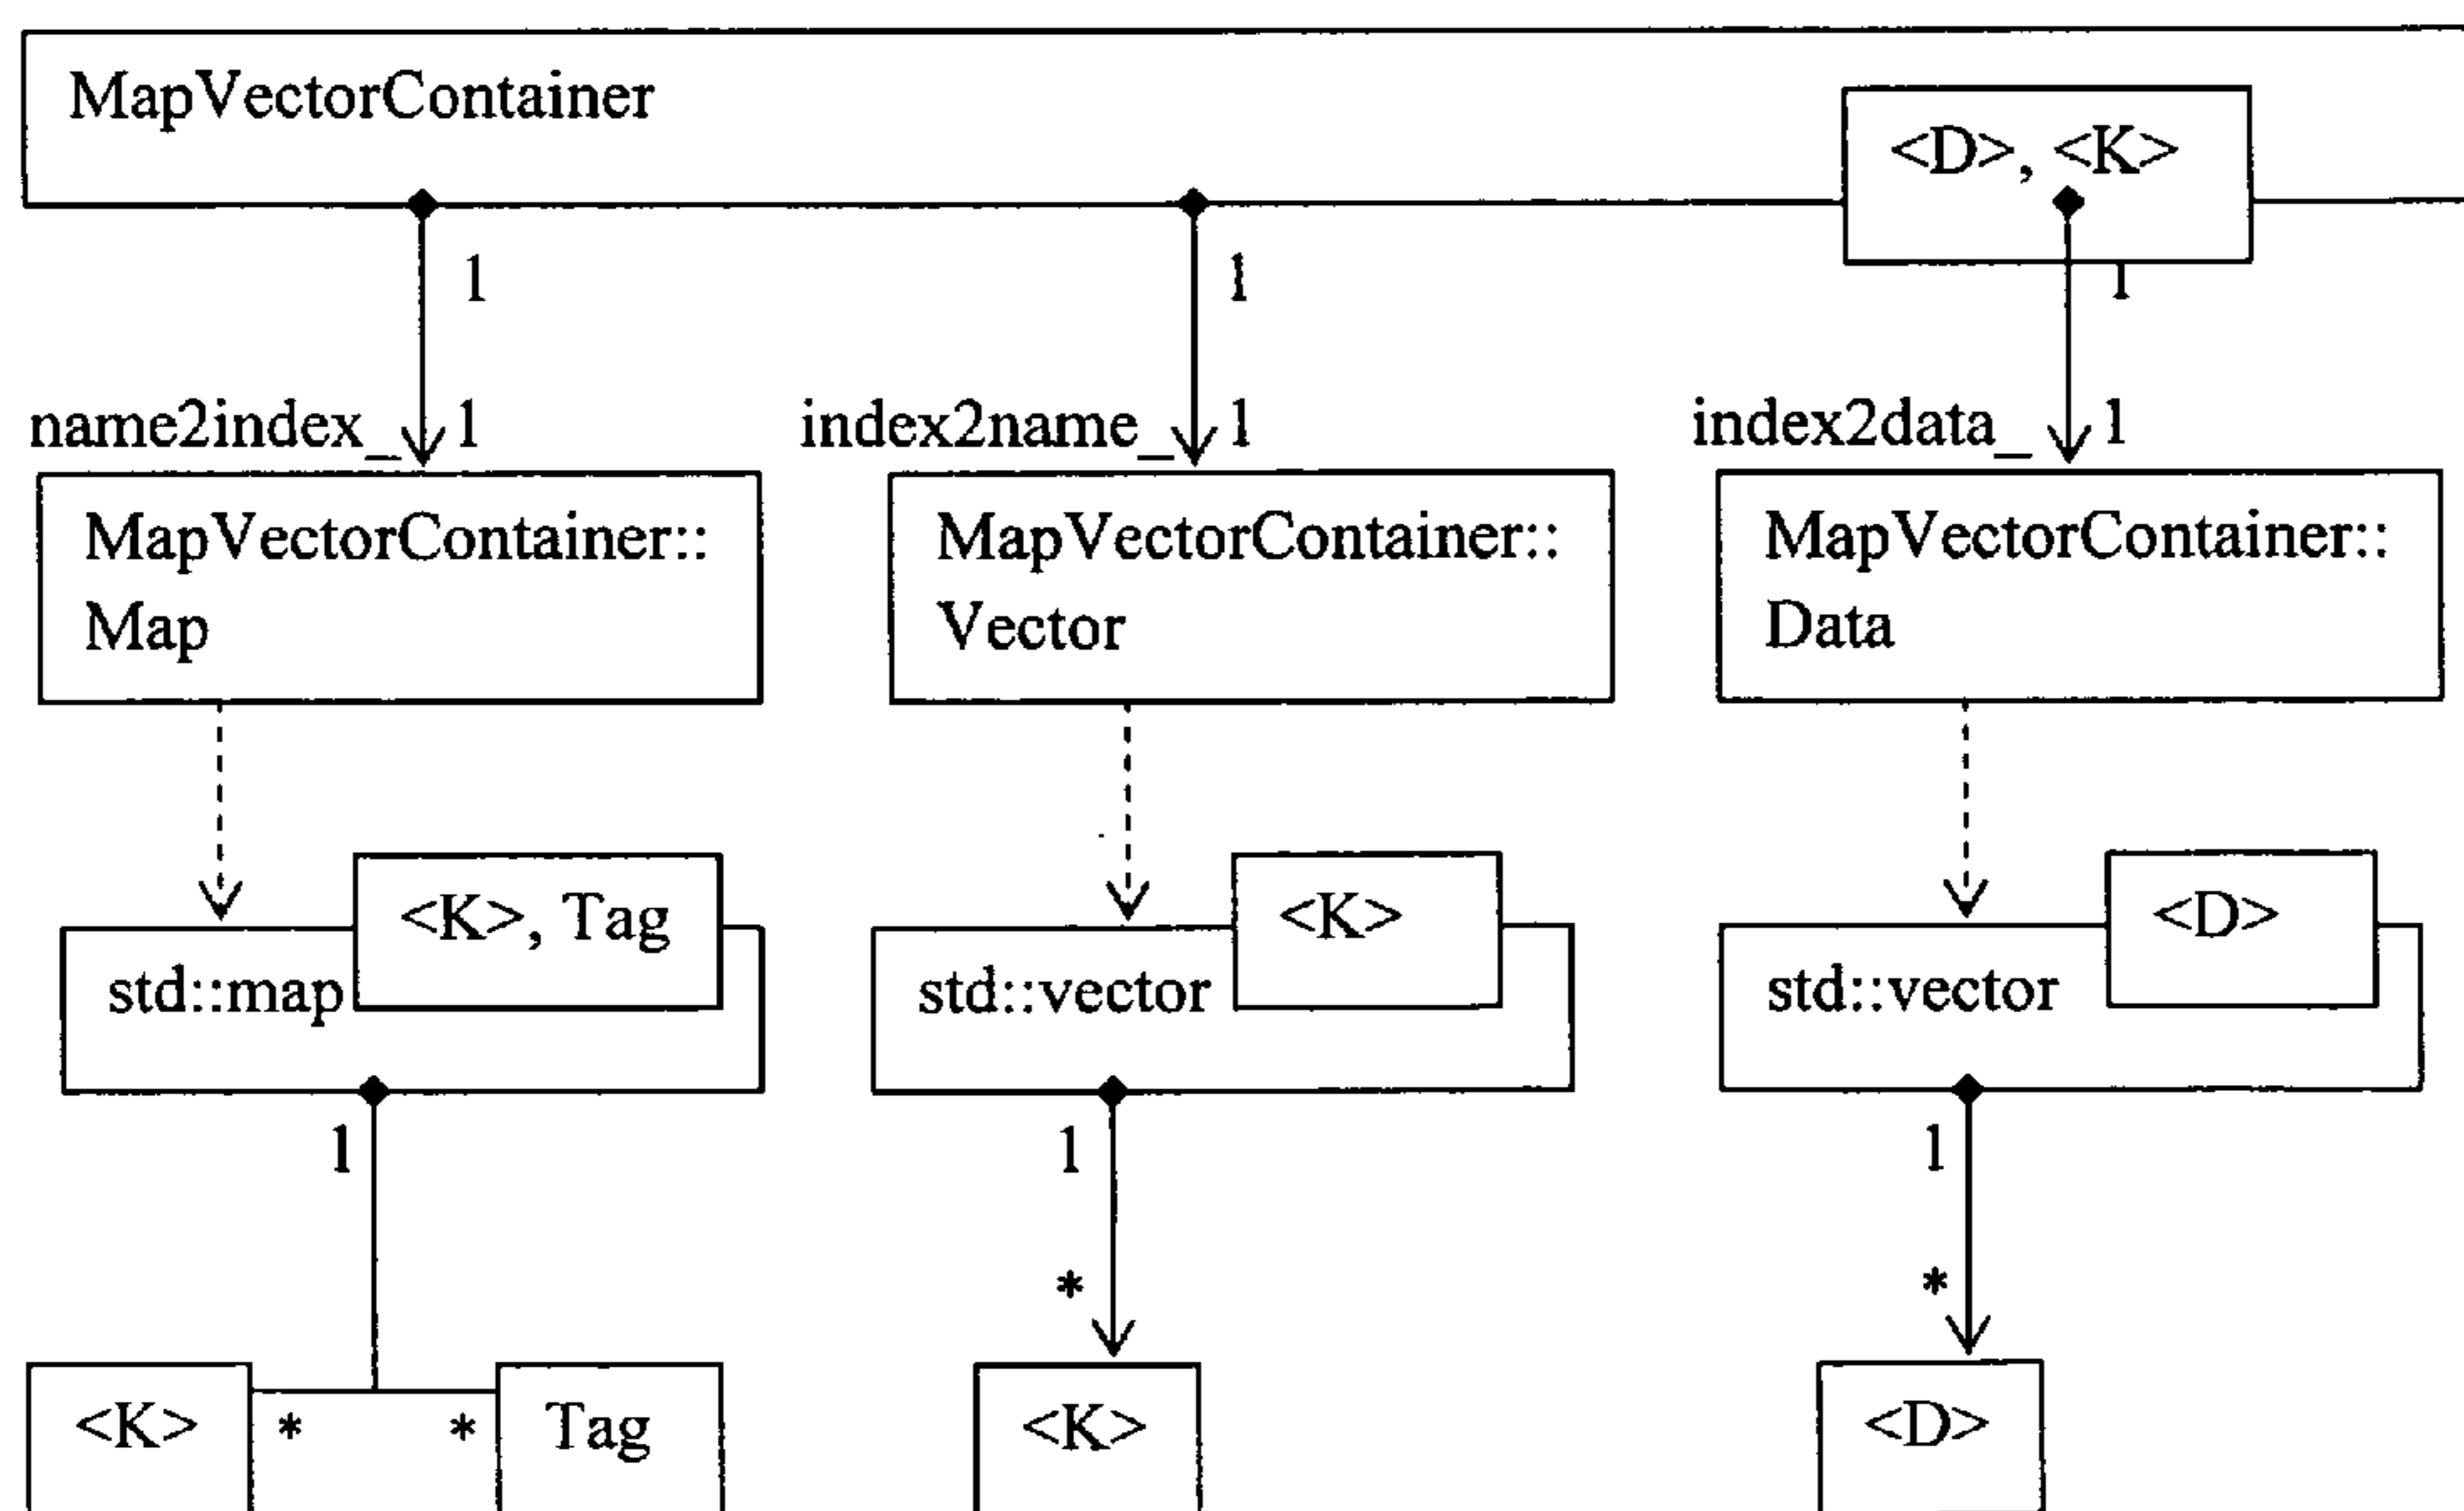 MapVectorContainer
<D>, <K>
1
1
1
name2index_
1
index2name_
1
index2data_
1
MapVectorContainer::
Map
MapVectorContainer::
Vector
MapVectorContainer::
Data
<K>, Tag
std::map
<K>
std::vector
<D>
std::vector
1
1
1
*
*
<K>
*
*
Tag
<K>
<D>